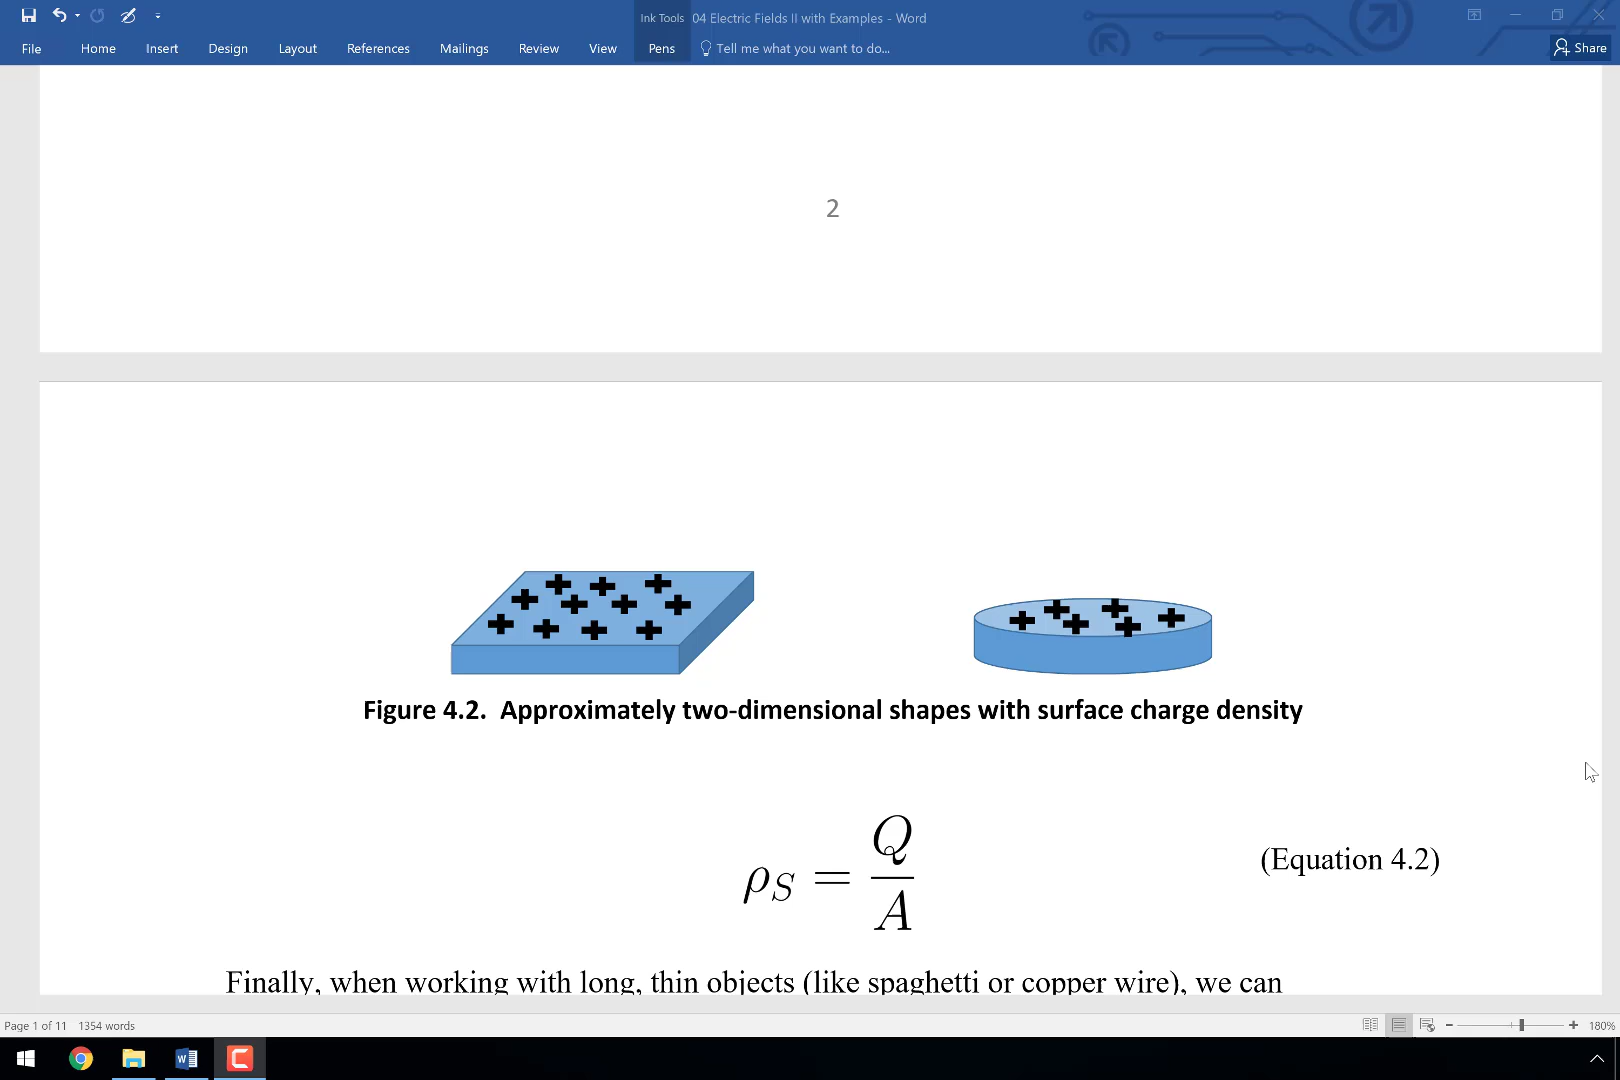 Ink Tools 04 Electric Fields II with Examples - Word
File Home Insert Design Layout References Mailings Review View Pens Tell me what you want to do... Share
2
Figure 4.2. Approximately two-dimensional shapes with surface charge density
ρ_S = Q/A (Equation 4.2)
Finally, when working with long, thin objects (like spaghetti or copper wire), we can
Page 1 of 11 1354 words 180%